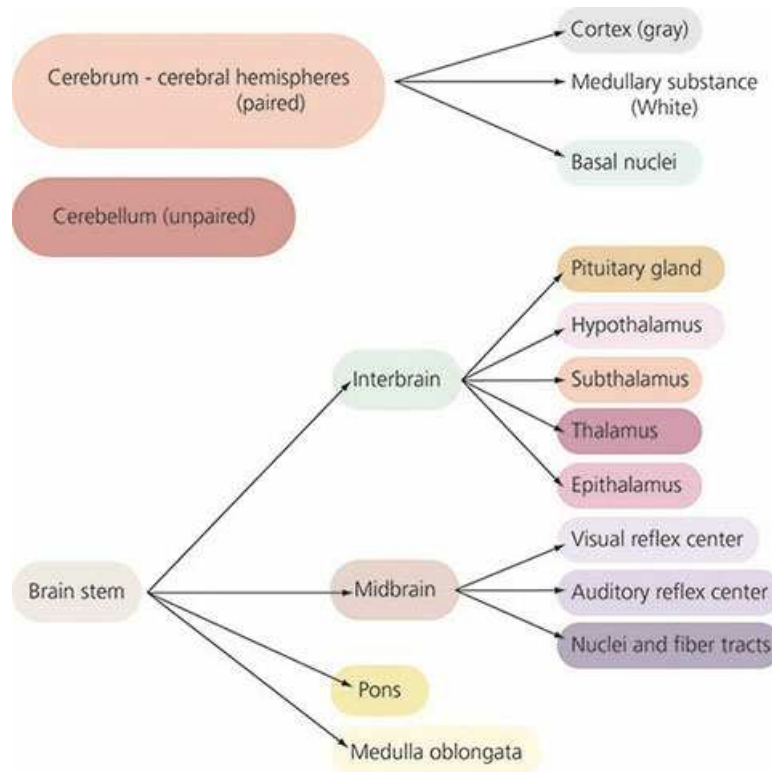 Cerebrum - cerebral hemispheres
(paired)
Cortex (gray)
Medullary substance
(White)
Basal nuclei
Cerebellum (unpaired)
Brain stem
Interbrain
Pituitary gland
Hypothalamus
Subthalamus
Thalamus
Epithalamus
Midbrain
Visual reflex center
Auditory reflex center
Nuclei and fiber tracts
Pons
Medulla oblongata